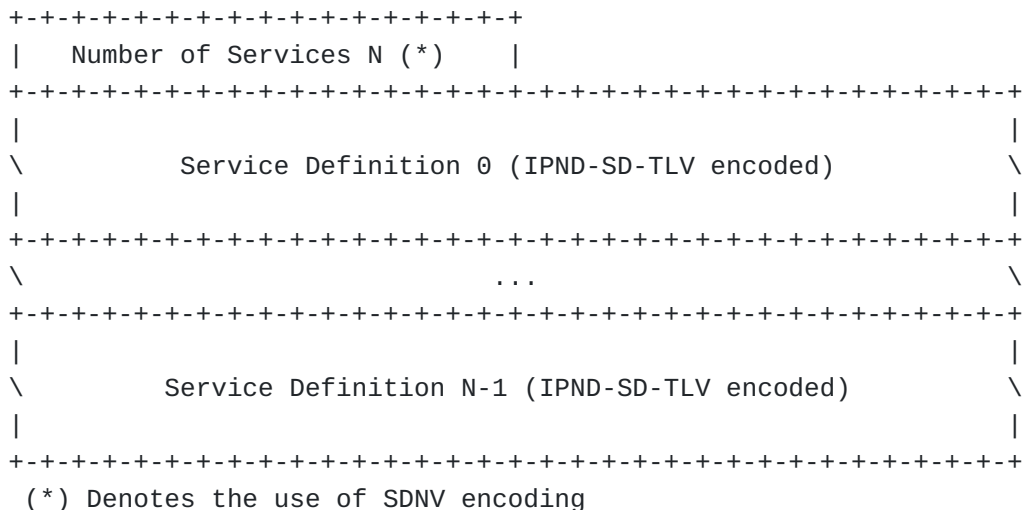 +-+-+-+-+-+-+-+-+-+-+-+-+-+-+-+-+
|   Number of Services N (*)    |
+-+-+-+-+-+-+-+-+-+-+-+-+-+-+-+-+-+-+-+-+-+-+-+-+-+-+-+-+-+-+-+-+
|                                                               |
\          Service Definition 0 (IPND-SD-TLV encoded)           \
|                                                               |
+-+-+-+-+-+-+-+-+-+-+-+-+-+-+-+-+-+-+-+-+-+-+-+-+-+-+-+-+-+-+-+-+
\                              ...                              \
+-+-+-+-+-+-+-+-+-+-+-+-+-+-+-+-+-+-+-+-+-+-+-+-+-+-+-+-+-+-+-+-+
|                                                               |
\         Service Definition N-1 (IPND-SD-TLV encoded)          \
|                                                               |
+-+-+-+-+-+-+-+-+-+-+-+-+-+-+-+-+-+-+-+-+-+-+-+-+-+-+-+-+-+-+-+-+
 (*) Denotes the use of SDNV encoding